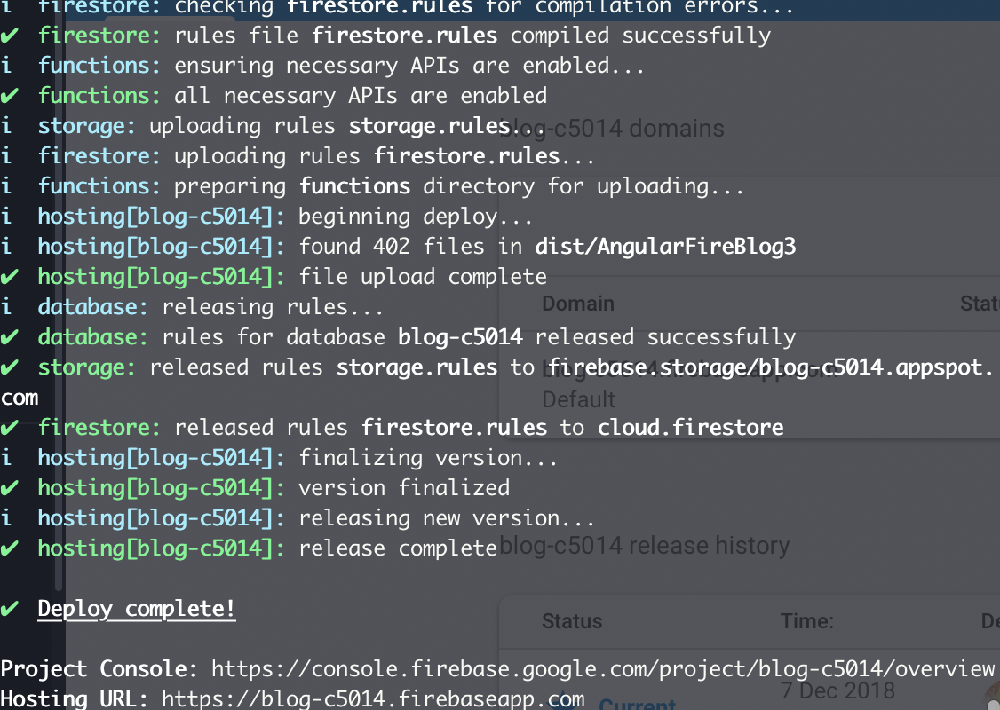 i  firestore: checking firestore.rules for compilation errors...
✔  firestore: rules file firestore.rules compiled successfully
i  functions: ensuring necessary APIs are enabled...
✔  functions: all necessary APIs are enabled
i  storage: uploading rules storage.rules...
i  firestore: uploading rules firestore.rules...
i  functions: preparing functions directory for uploading...
i  hosting[blog-c5014]: beginning deploy...
i  hosting[blog-c5014]: found 402 files in dist/AngularFireBlog3
✔  hosting[blog-c5014]: file upload complete
i  database: releasing rules...
✔  database: rules for database blog-c5014 released successfully
✔  storage: released rules storage.rules to firebase.storage/blog-c5014.appspot.
com
✔  firestore: released rules firestore.rules to cloud.firestore
i  hosting[blog-c5014]: finalizing version...
✔  hosting[blog-c5014]: version finalized
i  hosting[blog-c5014]: releasing new version...
✔  hosting[blog-c5014]: release complete
✔  Deploy complete!
Project Console: https://console.firebase.google.com/project/blog-c5014/overview
Hosting URL: https://blog-c5014.firebaseapp.com
blog-c5014 domains
Domain
blog-c5014.firebaseapp.com
Default
blog-c5014 release history
Status
Time:
Current
7 Dec 2018